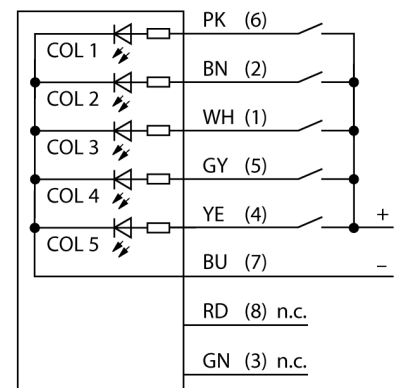 PK (6)
COL 1
BN (2)
COL 2
WH (1)
COL 3
GY (5)
COL 4
YE (4) +
COL 5
BU (7) –
RD (8) n.c.
GN (3) n.c.